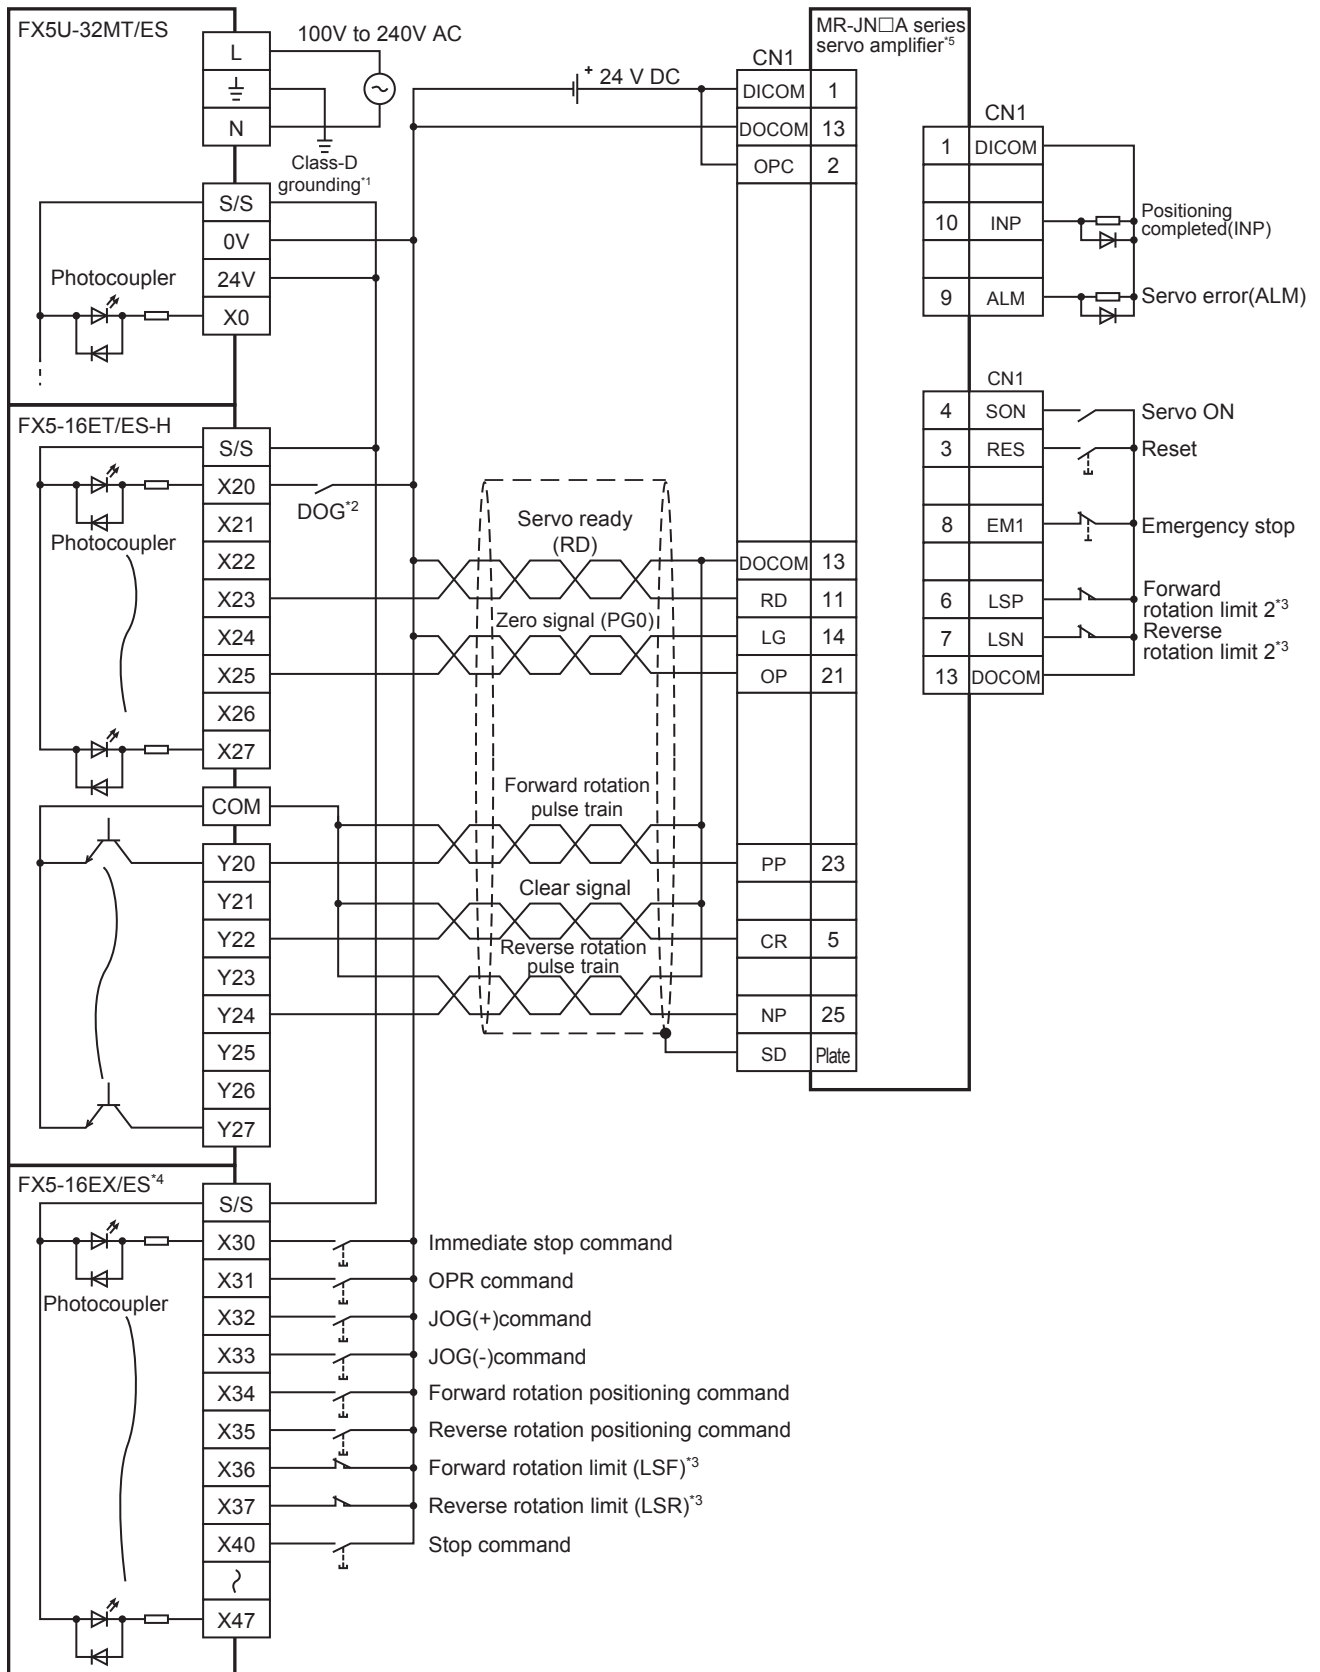 FX5U-32MT/ES
L
N
100V to 240V AC
Class-D
grounding*1
S/S
0V
24V
X0
Photocoupler
FX5-16ET/ES-H
S/S
X20
X21
X22
X23
X24
X25
X26
X27
DOG*2
Photocoupler
COM
Y20
Y21
Y22
Y23
Y24
Y25
Y26
Y27
FX5-16EX/ES*4
S/S
X30
X31
X32
X33
X34
X35
X36
X37
X40
X47
Photocoupler
Immediate stop command
OPR command
JOG(+)command
JOG(-)command
Forward rotation positioning command
Reverse rotation positioning command
Forward rotation limit (LSF)*3
Reverse rotation limit (LSR)*3
Stop command
+ 24 V DC
Servo ready
(RD)
Zero signal (PG0)
Forward rotation
pulse train
Clear signal
Reverse rotation
pulse train
MR-JN□A series
servo amplifier*5
CN1
DICOM 1
DOCOM 13
OPC 2
DOCOM 13
RD 11
LG 14
OP 21
PP 23
CR 5
NP 25
SD Plate
CN1
1 DICOM
10 INP
9 ALM
Positioning
completed(INP)
Servo error(ALM)
CN1
4 SON Servo ON
3 RES Reset
8 EM1 Emergency stop
6 LSP
Forward
rotation limit 2*3
7 LSN
Reverse
rotation limit 2*3
13 DOCOM